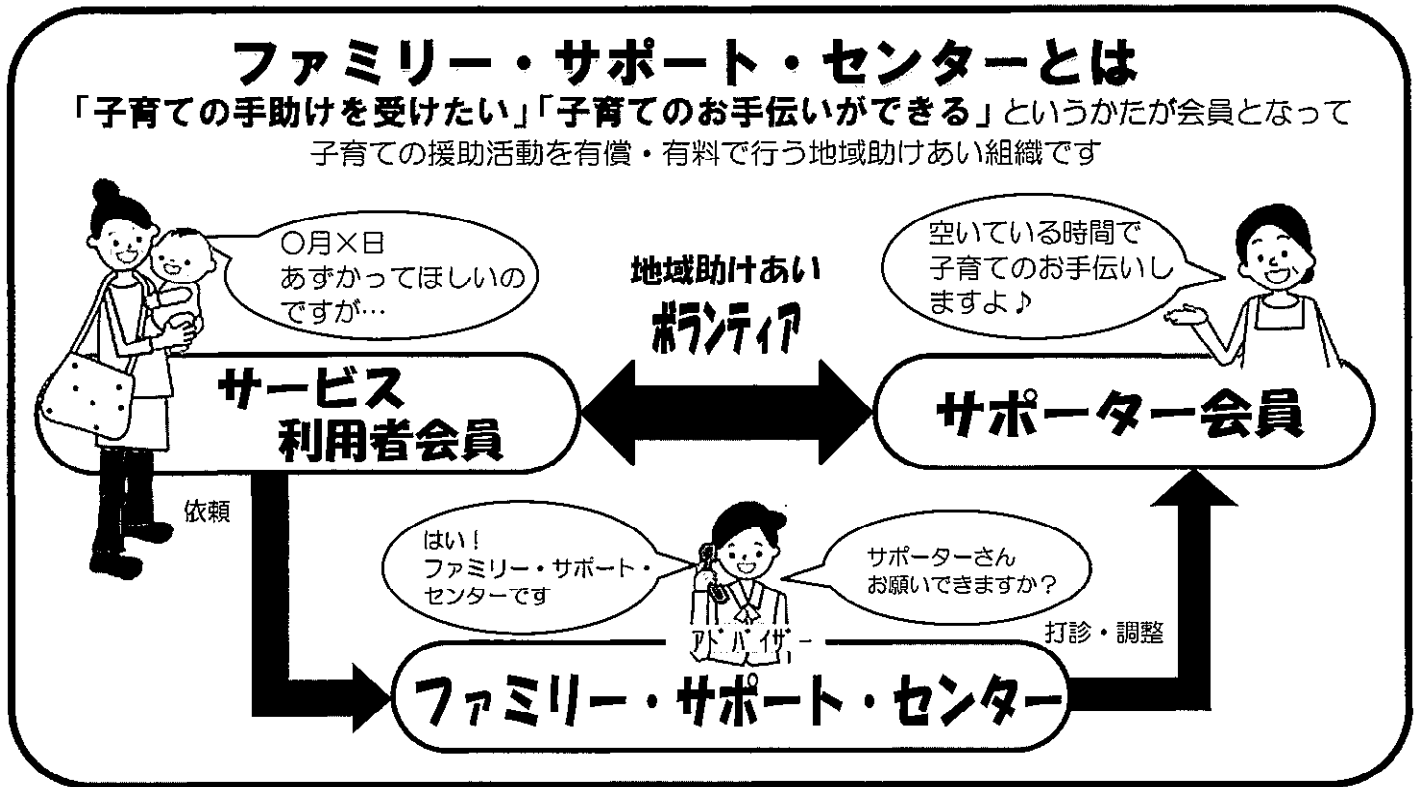 ファミリー・サポート・センターとは
「子育ての手助けを受けたい」「子育てのお手伝いができる」というかたが会員となって
子育ての援助活動を有償・有料で行う地域助けあい組織です
〇月×日
あずかってほしいの
ですが…
地域助けあい
ボランティア
空いている時間で
子育てのお手伝いし
ますよ♪
サービス
利用者会員
サポーター会員
依頼
はい！
ファミリー・サポート・
センターです
サポーターさん
お願いできますか？
打診・調整
アドバイザー
ファミリー・サポート・センター